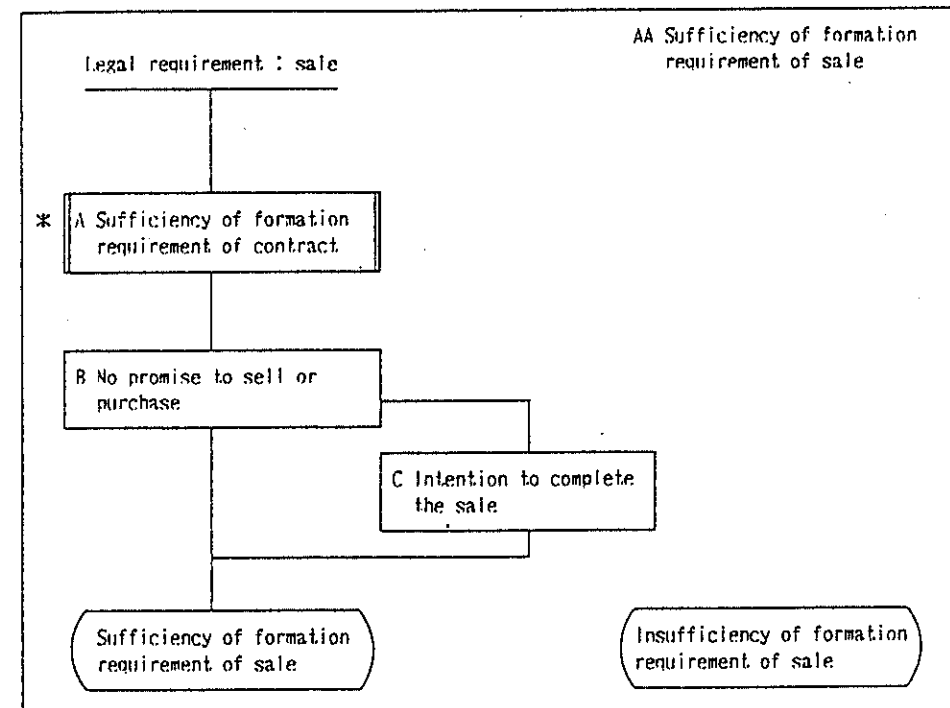 AA Sufficiency of formation
requirement of sale
Legal requirement : sale
* A Sufficiency of formation
requirement of contract
B No promise to sell or
purchase
C Intention to complete
the sale
Sufficiency of formation
requirement of sale
Insufficiency of formation
requirement of sale